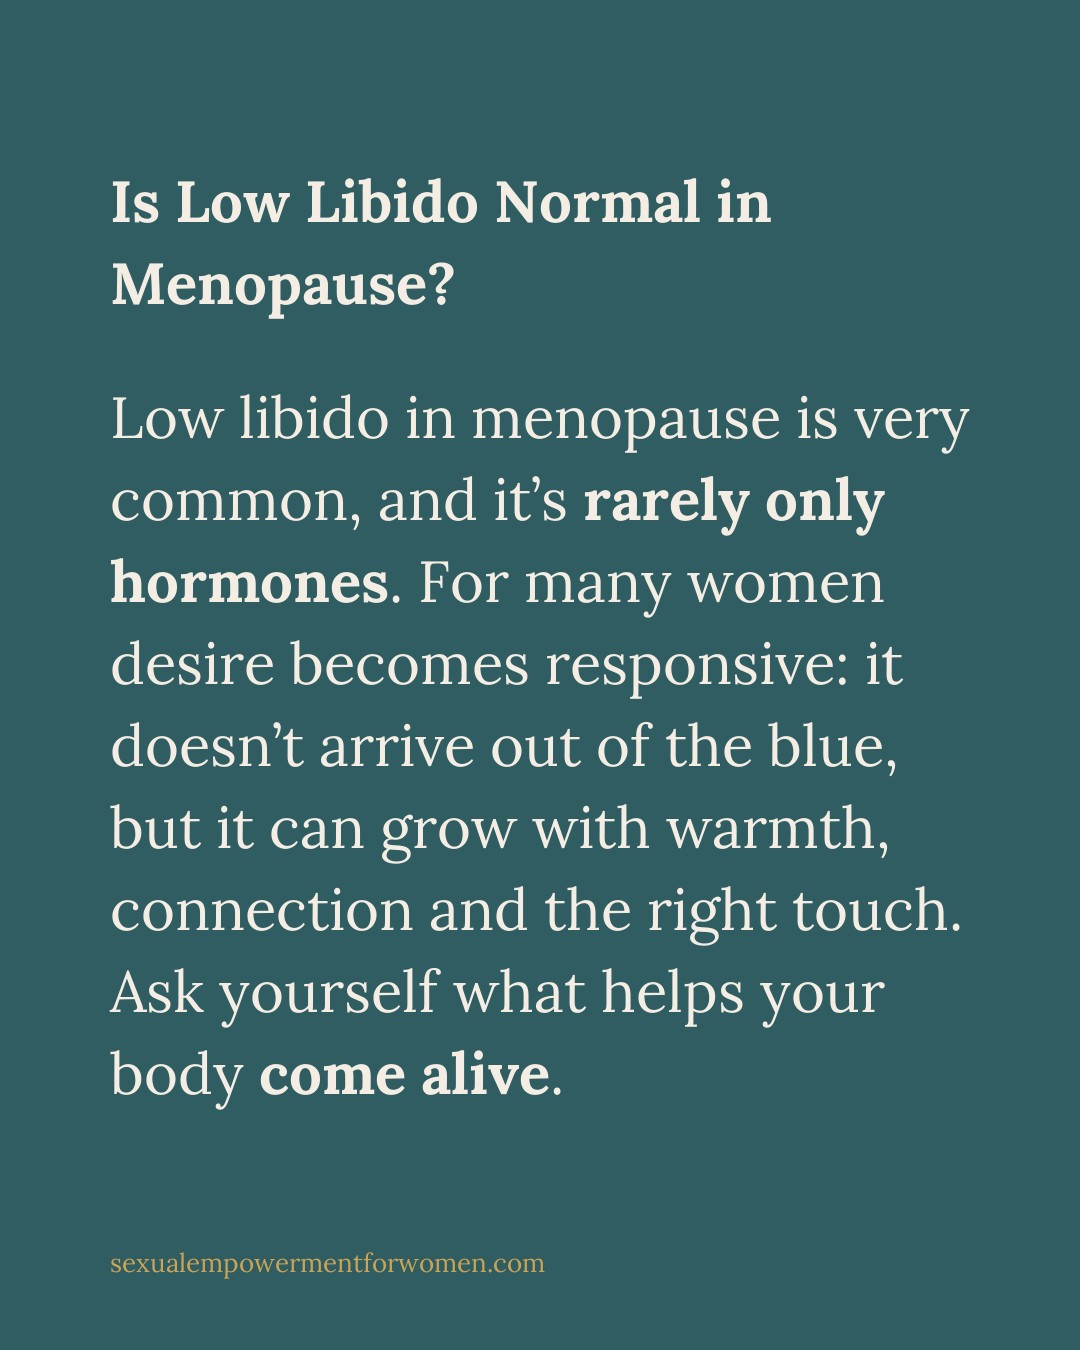 Is Low Libido Normal in
Menopause?
Low libido in menopause is very
common, and it’s rarely only
hormones. For many women
desire becomes responsive: it
doesn’t arrive out of the blue,
but it can grow with warmth,
connection and the right touch.
Ask yourself what helps your
body come alive.
sexualempowermentforwomen.com